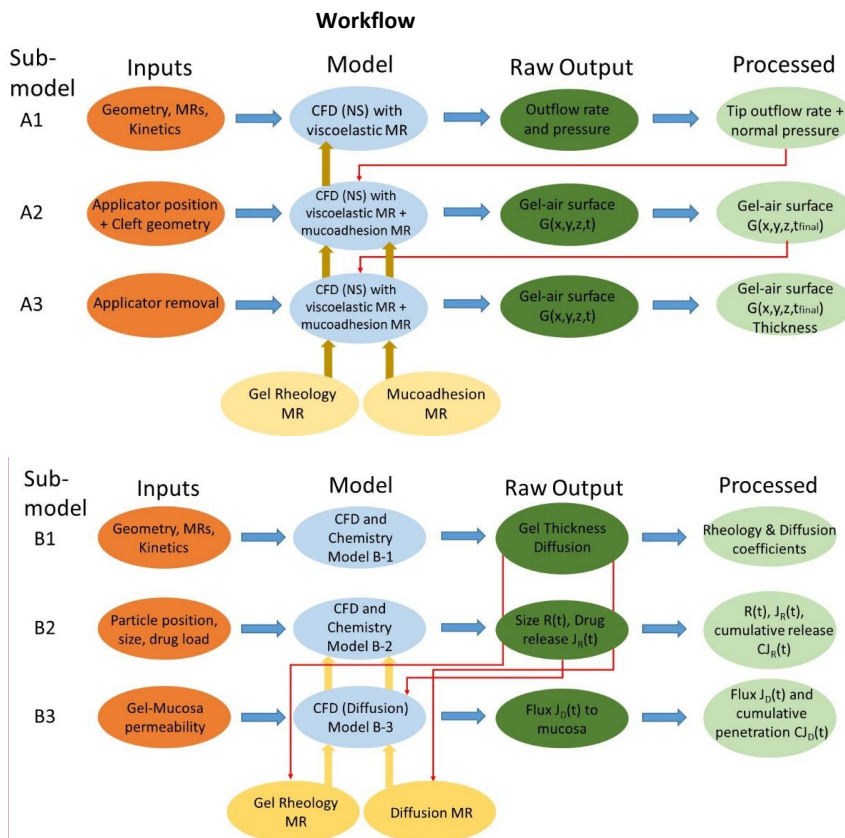 Workflow
Sub-
model
Inputs
Model
Raw Output
Processed
A1
Geometry, MRs,
Kinetics
CFD (NS) with
viscoelastic MR
Outflow rate
and pressure
Tip outflow rate +
normal pressure
A2
Applicator position
+ Cleft geometry
CFD (NS) with
viscoelastic MR +
mucoadhesion MR
Gel-air surface
G(x,y,z,t)
Gel-air surface
G(x,y,z,tfinal)
A3
Applicator removal
CFD (NS) with
viscoelastic MR +
mucoadhesion MR
Gel-air surface
G(x,y,z,t)
Gel-air surface
G(x,y,z,tfinal)
Thickness
Gel Rheology
MR
Mucoadhesion
MR
Sub-
model
Inputs
Model
Raw Output
Processed
B1
Geometry, MRs,
Kinetics
CFD and
Chemistry
Model B-1
Gel Thickness
Diffusion
Rheology & Diffusion
coefficients
B2
Particle position,
size, drug load
CFD and
Chemistry
Model B-2
Size R(t), Drug
release JR(t)
R(t), JR(t),
cumulative release
CJR(t)
B3
Gel-Mucosa
permeability
CFD (Diffusion)
Model B-3
Flux JD(t) to
mucosa
Flux JD(t) and
cumulative
penetration CJD(t)
Gel Rheology
MR
Diffusion MR